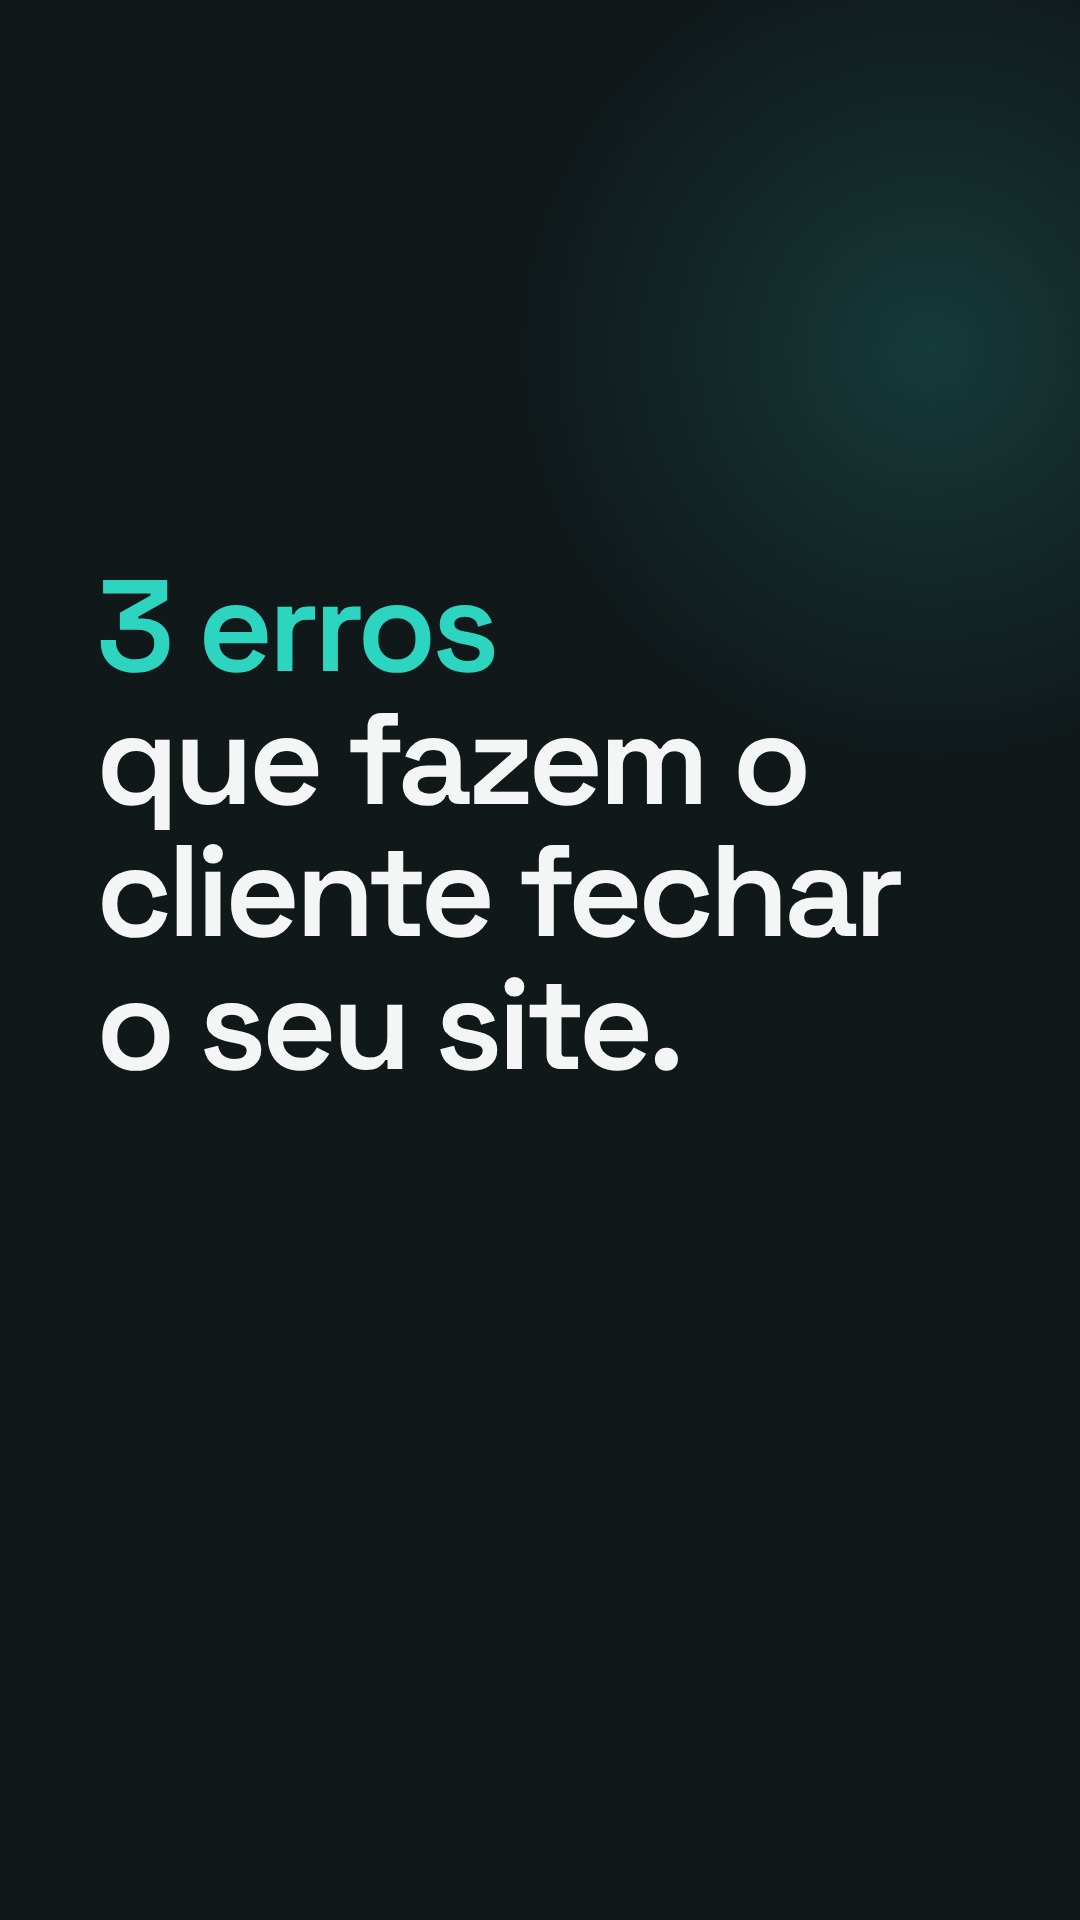 3 erros
que fazem o
cliente fechar
o seu site.